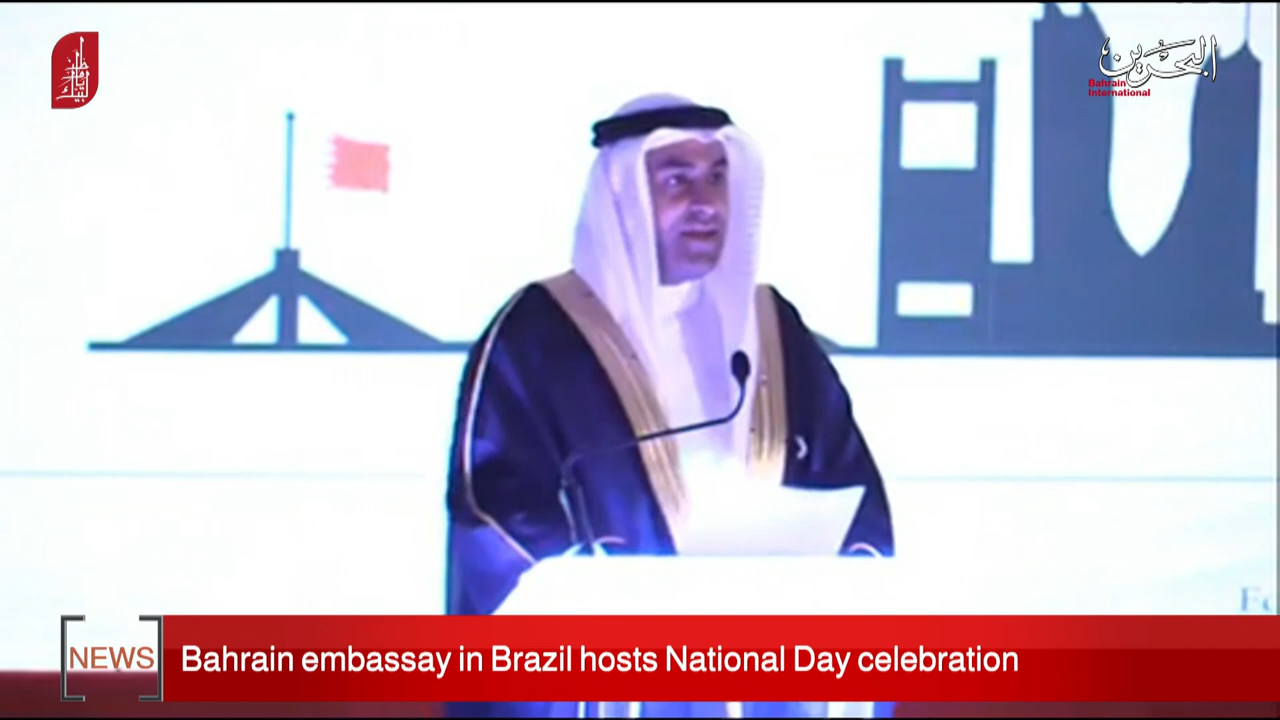 البحرين
Bahrain
International
NEWS
Bahrain embassay in Brazil hosts National Day celebration